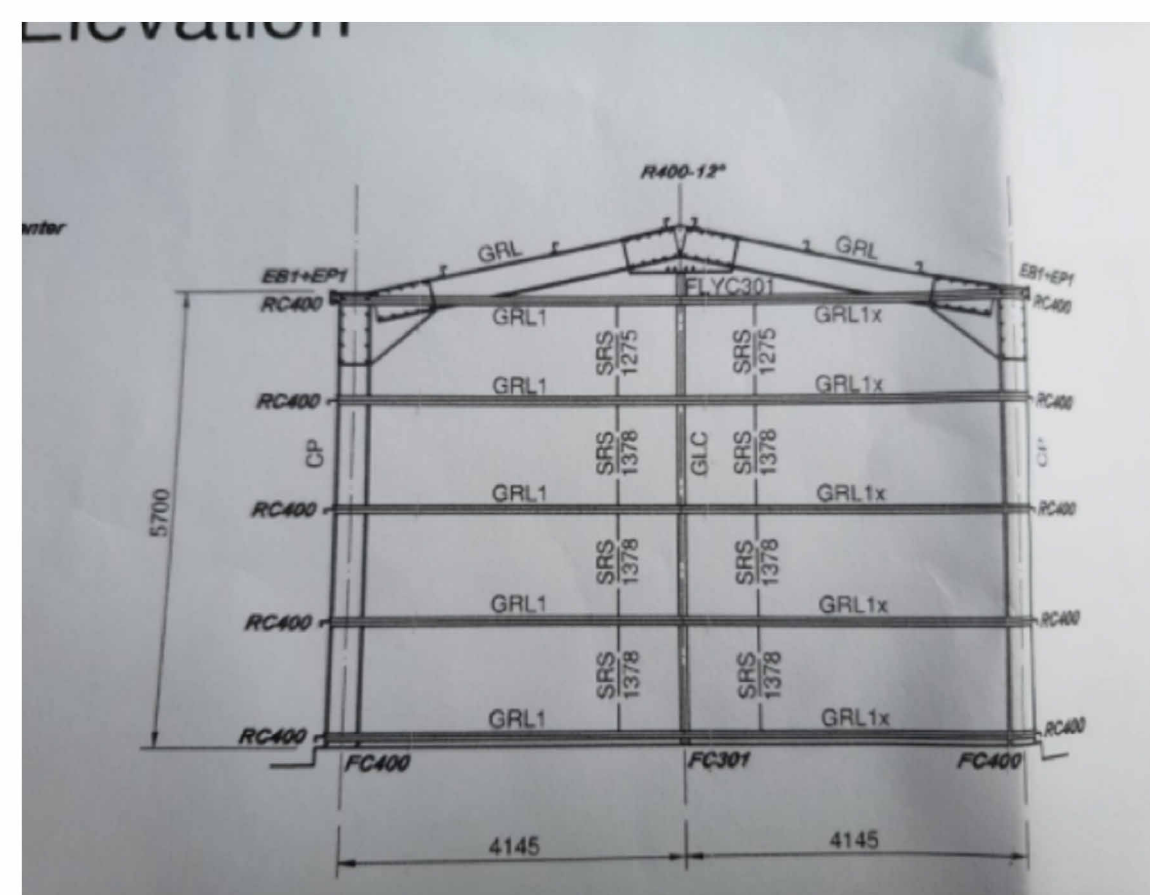 Elevation
R400-12°
enter
GRL
GRL
EB1+EP1
EB1+EP1
RC400
FLYC301
RC400
GRL1
GRL1x
SRS
1275
SRS
1275
GRL1
GRL1x
RC400
RC400
CP
SRS
1378
GLC
SRS
1378
CP
GRL1
GRL1x
5700
RC400
RC400
SRS
1378
SRS
1378
GRL1
GRL1x
RC400
RC400
SRS
1378
SRS
1378
GRL1
GRL1x
RC400
RC400
FC400
FC301
FC400
4145
4145